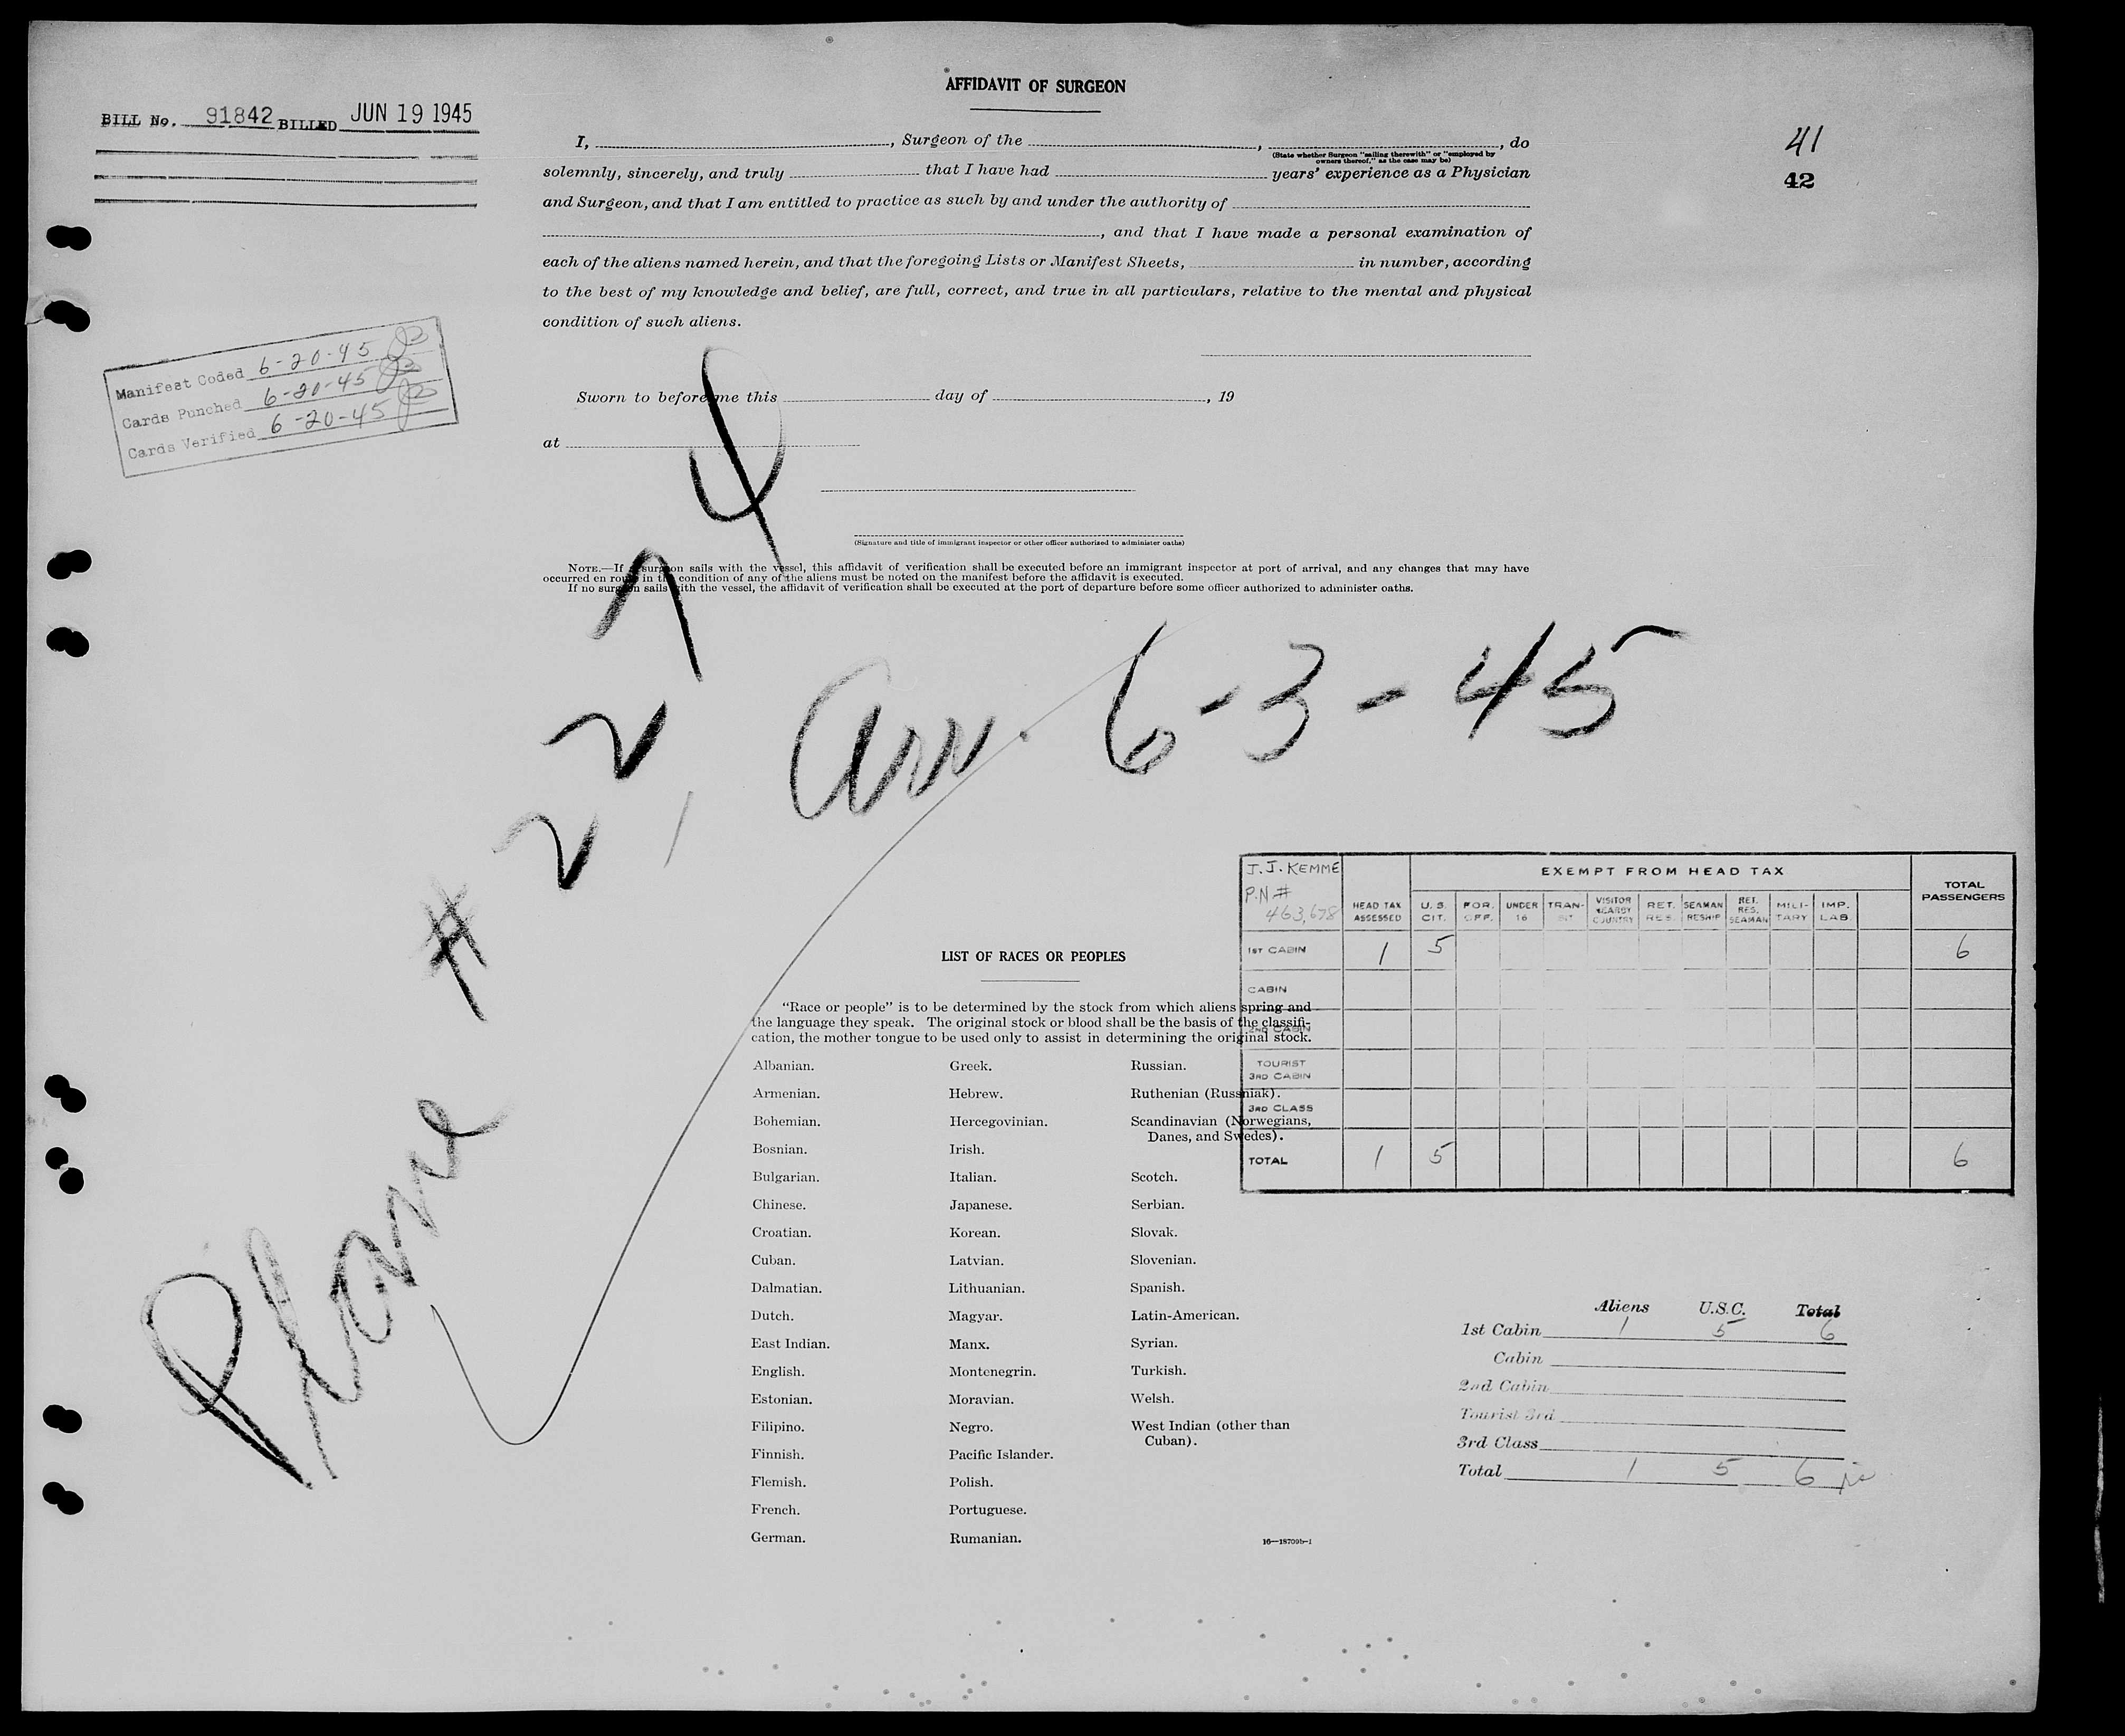 AFFIDAVIT OF SURGEON
BILL No. 91842 BILLED JUN 19 1945
41
42
I, , Surgeon of the , , do
(State whether Surgeon "sailing therewith" or "employed by
owners thereof," as the case may be)
solemnly, sincerely, and truly that I have had years' experience as a Physician
and Surgeon, and that I am entitled to practice as such by and under the authority of
, and that I have made a personal examination of
each of the aliens named herein, and that the foregoing Lists or Manifest Sheets, in number, according
to the best of my knowledge and belief, are full, correct, and true in all particulars, relative to the mental and physical
condition of such aliens.
Manifest Coded 6-20-45
Cards Punched 6-20-45
Cards Verified 6-20-45
Sworn to before me this day of , 19
at
(Signature and title of immigrant inspector or other officer authorized to administer oaths)
NOTE.—If a surgeon sails with the vessel, this affidavit of verification shall be executed before an immigrant inspector at port of arrival, and any changes that may have
occurred en route in the condition of any of the aliens must be noted on the manifest before the affidavit is executed.
If no surgeon sails with the vessel, the affidavit of verification shall be executed at the port of departure before some officer authorized to administer oaths.
Plane # 2274
Arr. 6-3-45
J.J. KEMME
P.N#
463,678
HEAD TAX
ASSESSED
EXEMPT FROM HEAD TAX
TOTAL
PASSENGERS
U. S.
CIT.
FOR.
OFF.
UNDER
16
TRAN-
SIT
VISITOR
NEARBY
COUNTRY
RET.
RES.
SEAMAN
RESHIP
RET.
RES.
SEAMAN
MILI-
TARY
IMP.
LAB.
1ST CABIN 1 5 6
CABIN
2ND CABIN
TOURIST
3RD CABIN
3RD CLASS
TOTAL 1 5 6
LIST OF RACES OR PEOPLES
"Race or people" is to be determined by the stock from which aliens spring and
the language they speak. The original stock or blood shall be the basis of the classifi-
cation, the mother tongue to be used only to assist in determining the original stock.
Albanian.
Armenian.
Bohemian.
Bosnian.
Bulgarian.
Chinese.
Croatian.
Cuban.
Dalmatian.
Dutch.
East Indian.
English.
Estonian.
Filipino.
Finnish.
Flemish.
French.
German.
Greek.
Hebrew.
Hercegovinian.
Irish.
Italian.
Japanese.
Korean.
Latvian.
Lithuanian.
Magyar.
Manx.
Montenegrin.
Moravian.
Negro.
Pacific Islander.
Polish.
Portuguese.
Rumanian.
Russian.
Ruthenian (Russniak).
Scandinavian (Norwegians,
Danes, and Swedes).
Scotch.
Serbian.
Slovak.
Slovenian.
Spanish.
Latin-American.
Syrian.
Turkish.
Welsh.
West Indian (other than
Cuban).
16—18709b-1
Aliens U.S.C. Total
1st Cabin 1 5 6
Cabin
2nd Cabin
Tourist 3rd
3rd Class
Total 1 5 6